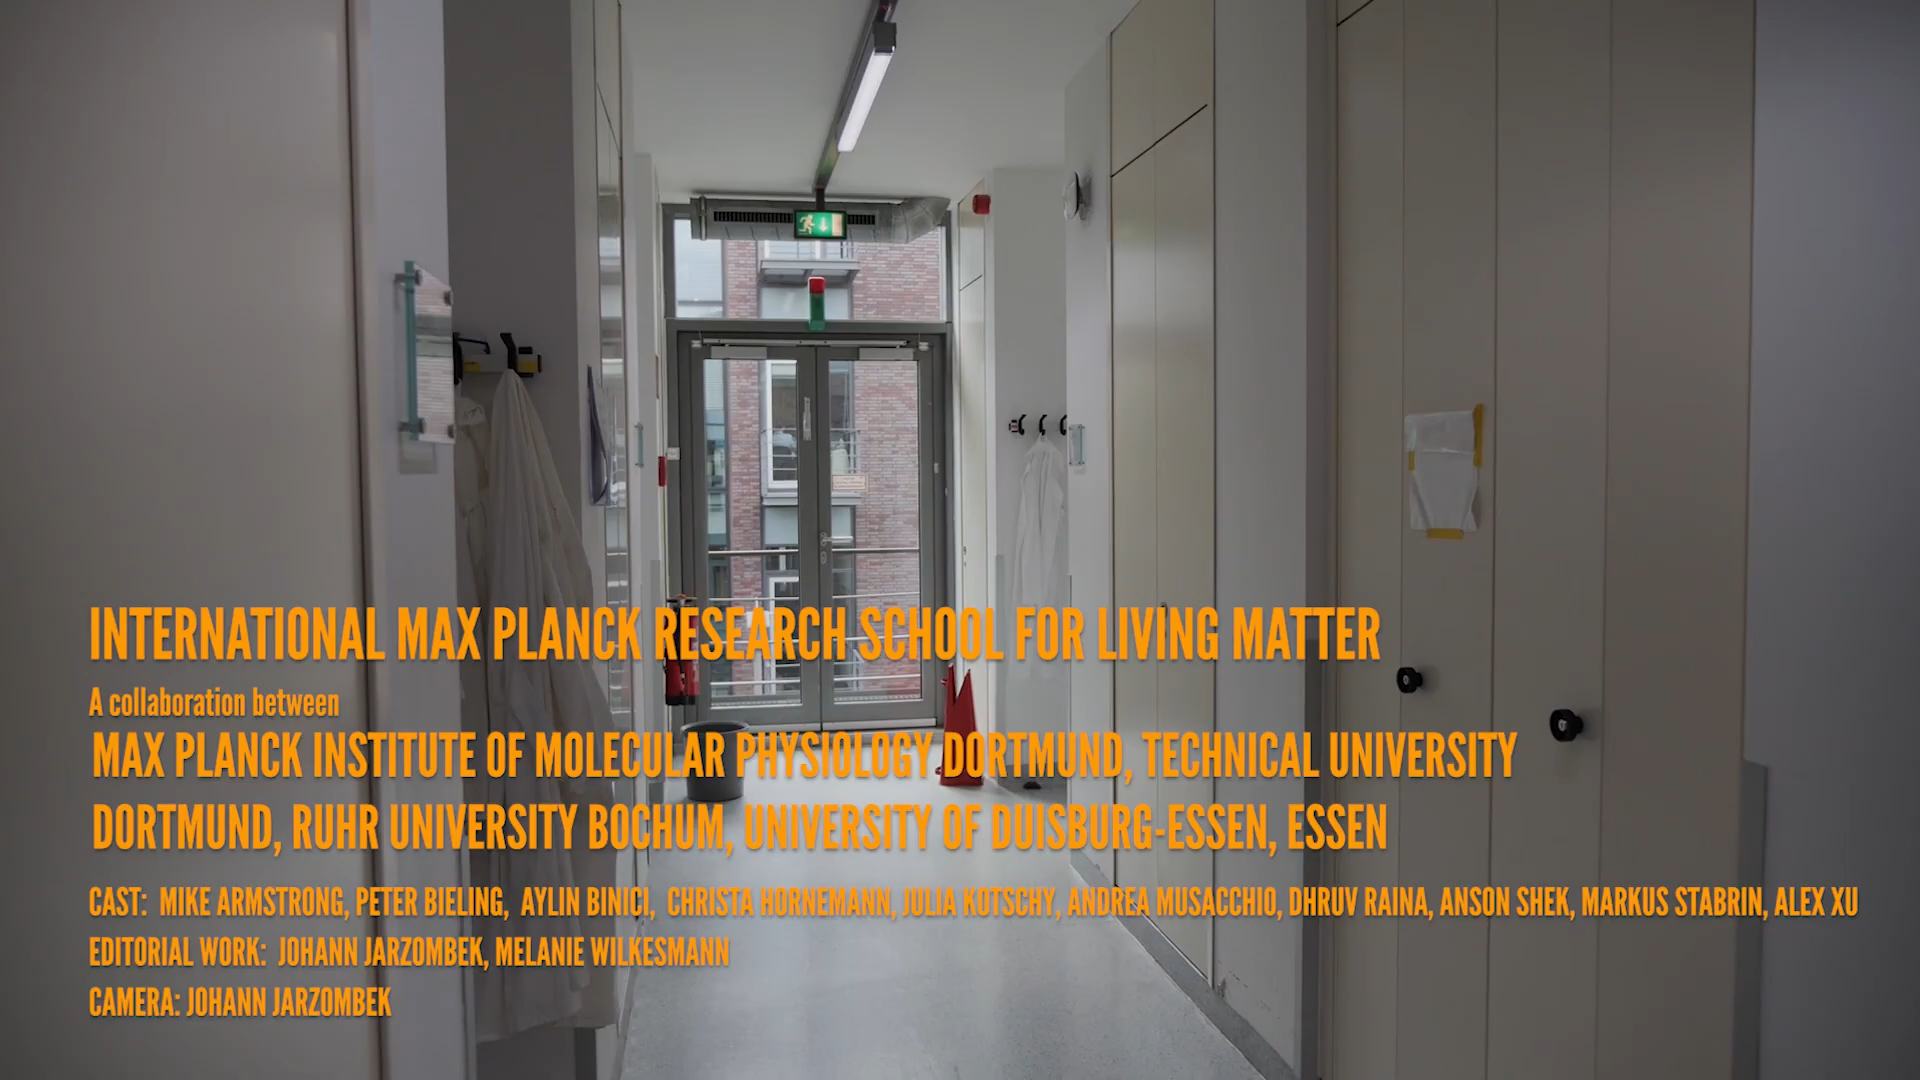 INTERNATIONAL MAX PLANCK RESEARCH SCHOOL FOR LIVING MATTER
A collaboration between
MAX PLANCK INSTITUTE OF MOLECULAR PHYSIOLOGY DORTMUND, TECHNICAL UNIVERSITY
DORTMUND, RUHR UNIVERSITY BOCHUM, UNIVERSITY OF DUISBURG-ESSEN, ESSEN
CAST: MIKE ARMSTRONG, PETER BIELING, AYLIN BINICI, CHRISTA HORNEMANN, JULIA KOTSCHY, ANDREA MUSACCHIO, DHRUV RAINA, ANSON SHEK, MARKUS STABRIN, ALEX XU
EDITORIAL WORK: JOHANN JARZOMBEK, MELANIE WILKESMANN
CAMERA: JOHANN JARZOMBEK